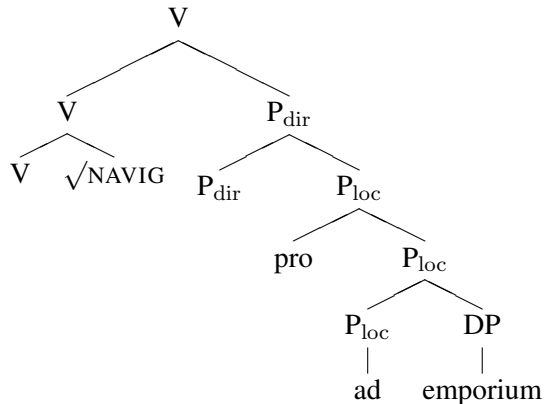 V
V P_dir
V √NAVIG P_dir P_loc
pro P_loc
P_loc DP
ad emporium